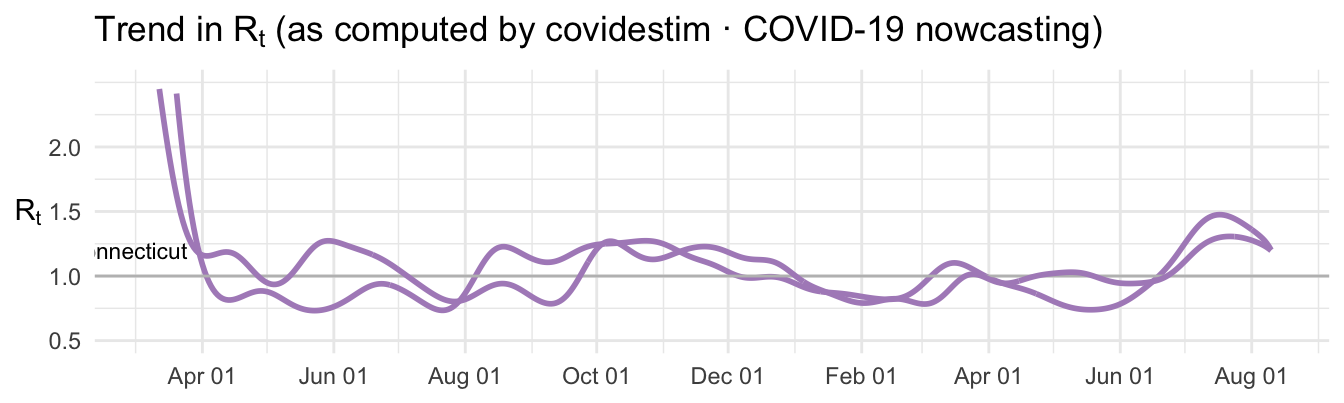 Trend in Rt (as computed by covidestim · COVID-19 nowcasting)
2.0
Rt 1.5
onnecticut
1.0
0.5
Apr 01 Jun 01 Aug 01 Oct 01 Dec 01 Feb 01 Apr 01 Jun 01 Aug 01